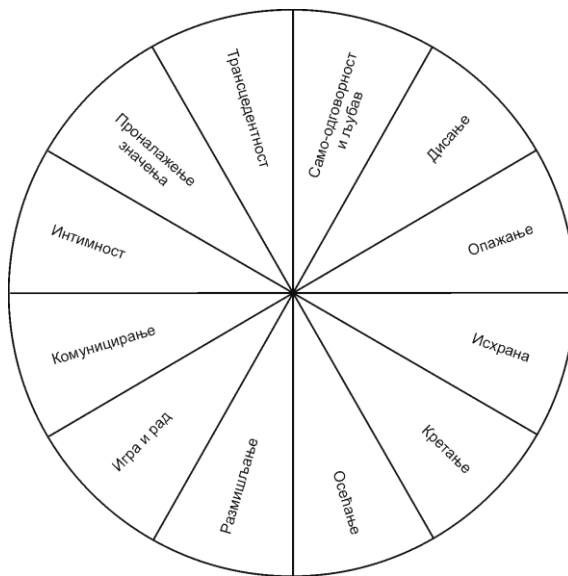 Само-одговорност
и љубав
Дисање
Опажање
Исхрана
Кретање
Осећање
Размишљање
Игра и рад
Комуницирање
Интимност
Проналажење
значења
Трансцедентност